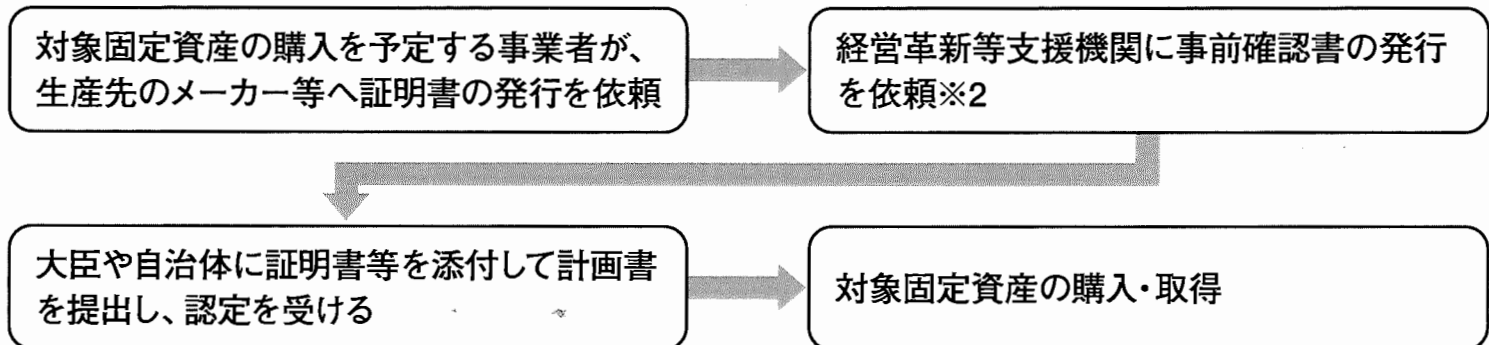 対象固定資産の購入を予定する事業者が、
生産先のメーカー等へ証明書の発行を依頼
経営革新等支援機関に事前確認書の発行
を依頼※2
大臣や自治体に証明書等を添付して計画書
を提出し、認定を受ける
対象固定資産の購入・取得